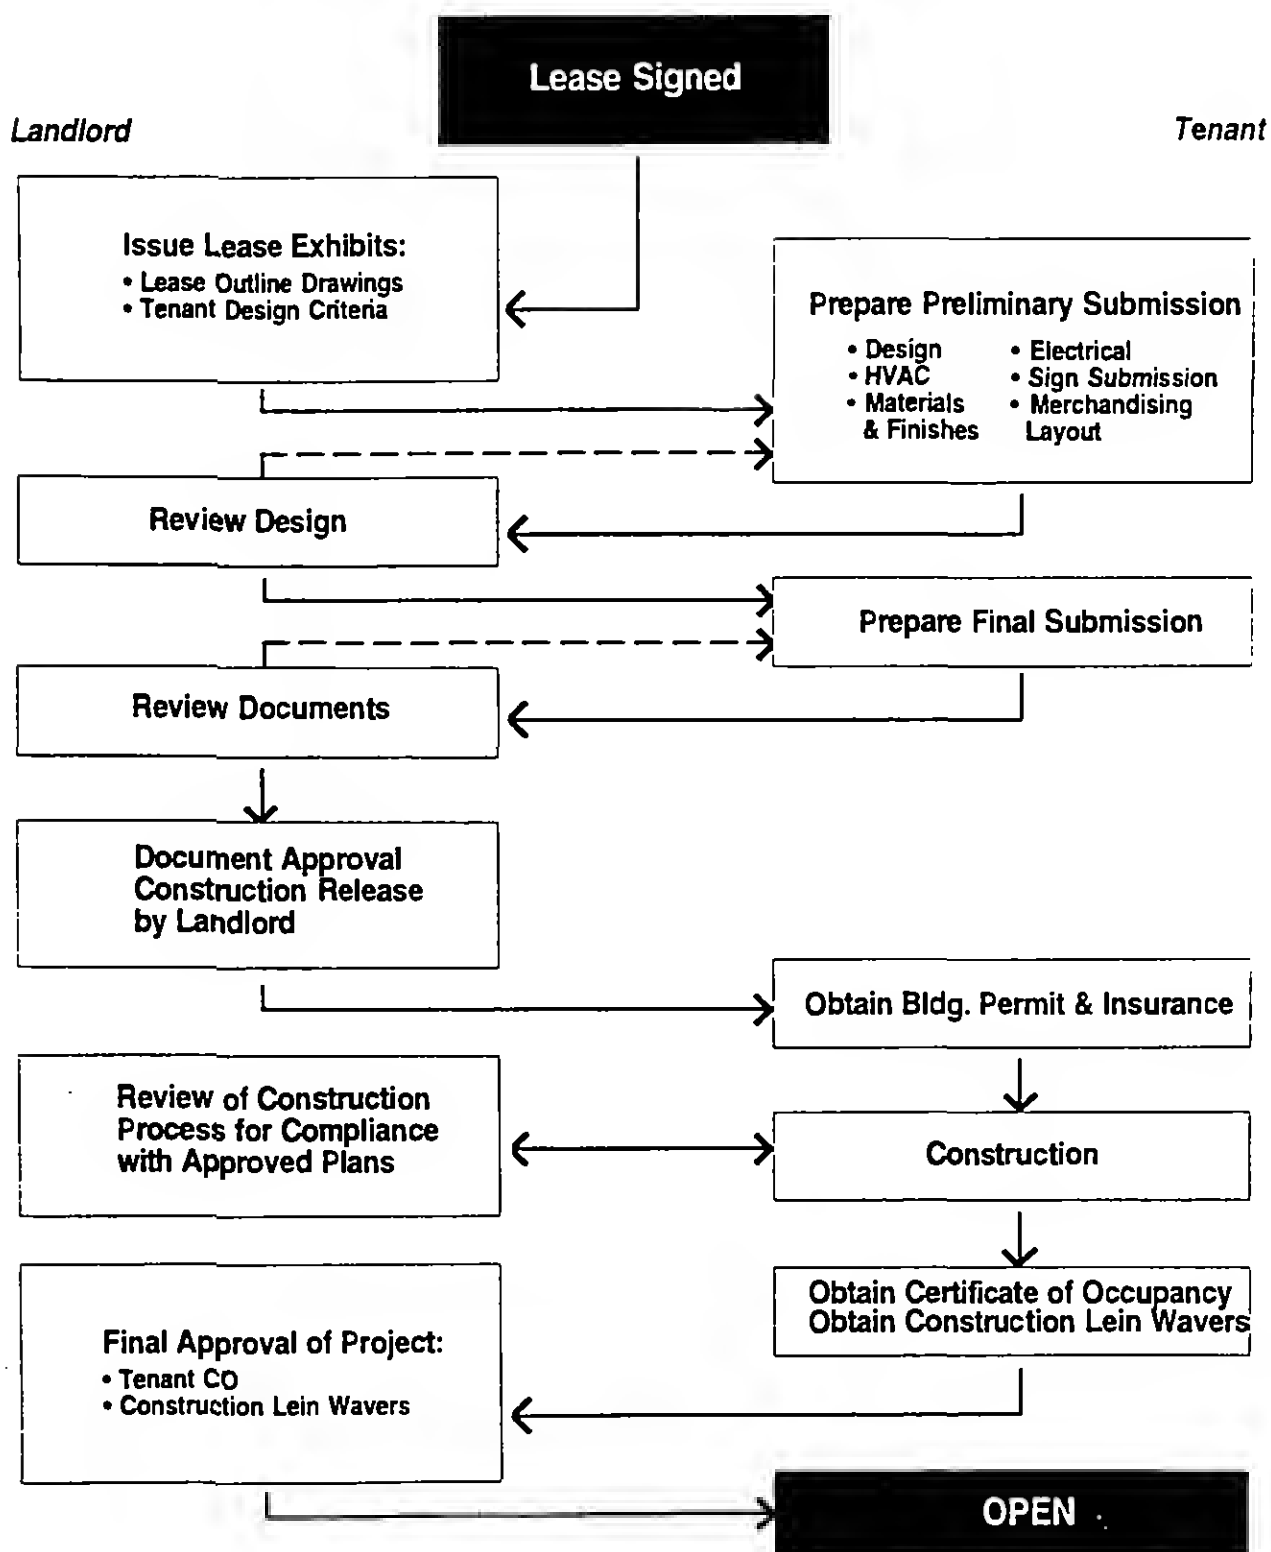 Lease Signed
Landlord
Tenant
Issue Lease Exhibits:
• Lease Outline Drawings
• Tenant Design Criteria
Prepare Preliminary Submission
• Design
• HVAC
• Materials
& Finishes
• Electrical
• Sign Submission
• Merchandising
Layout
Review Design
Prepare Final Submission
Review Documents
Document Approval
Construction Release
by Landlord
Obtain Bldg. Permit & Insurance
Review of Construction
Process for Compliance
with Approved Plans
Construction
Obtain Certificate of Occupancy
Obtain Construction Lein Wavers
Final Approval of Project:
• Tenant CO
• Construction Lein Wavers
OPEN